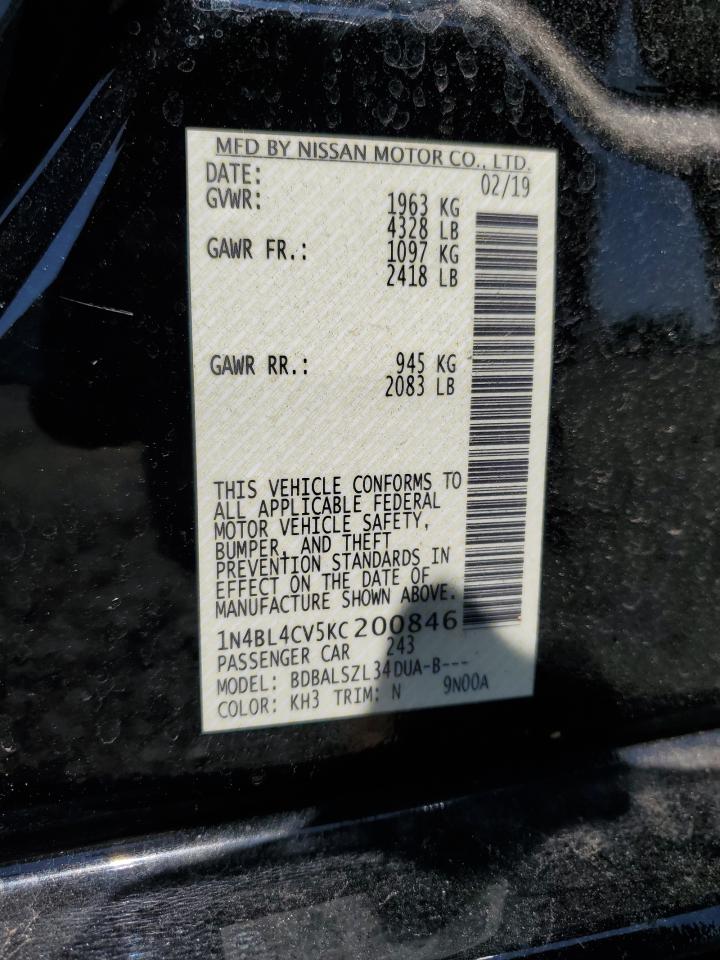 MFD BY NISSAN MOTOR CO., LTD.
DATE: 02/19
GVWR: 1963 KG
4328 LB
GAWR FR.: 1097 KG
2418 LB
GAWR RR.: 945 KG
2083 LB
THIS VEHICLE CONFORMS TO
ALL APPLICABLE FEDERAL
MOTOR VEHICLE SAFETY,
BUMPER, AND THEFT
PREVENTION STANDARDS IN
EFFECT ON THE DATE OF
MANUFACTURE SHOWN ABOVE.
1N4BL4CV5KC200846
PASSENGER CAR 243
MODEL: BDBALSZL34DUA-B---
COLOR: KH3 TRIM: N 9N00A